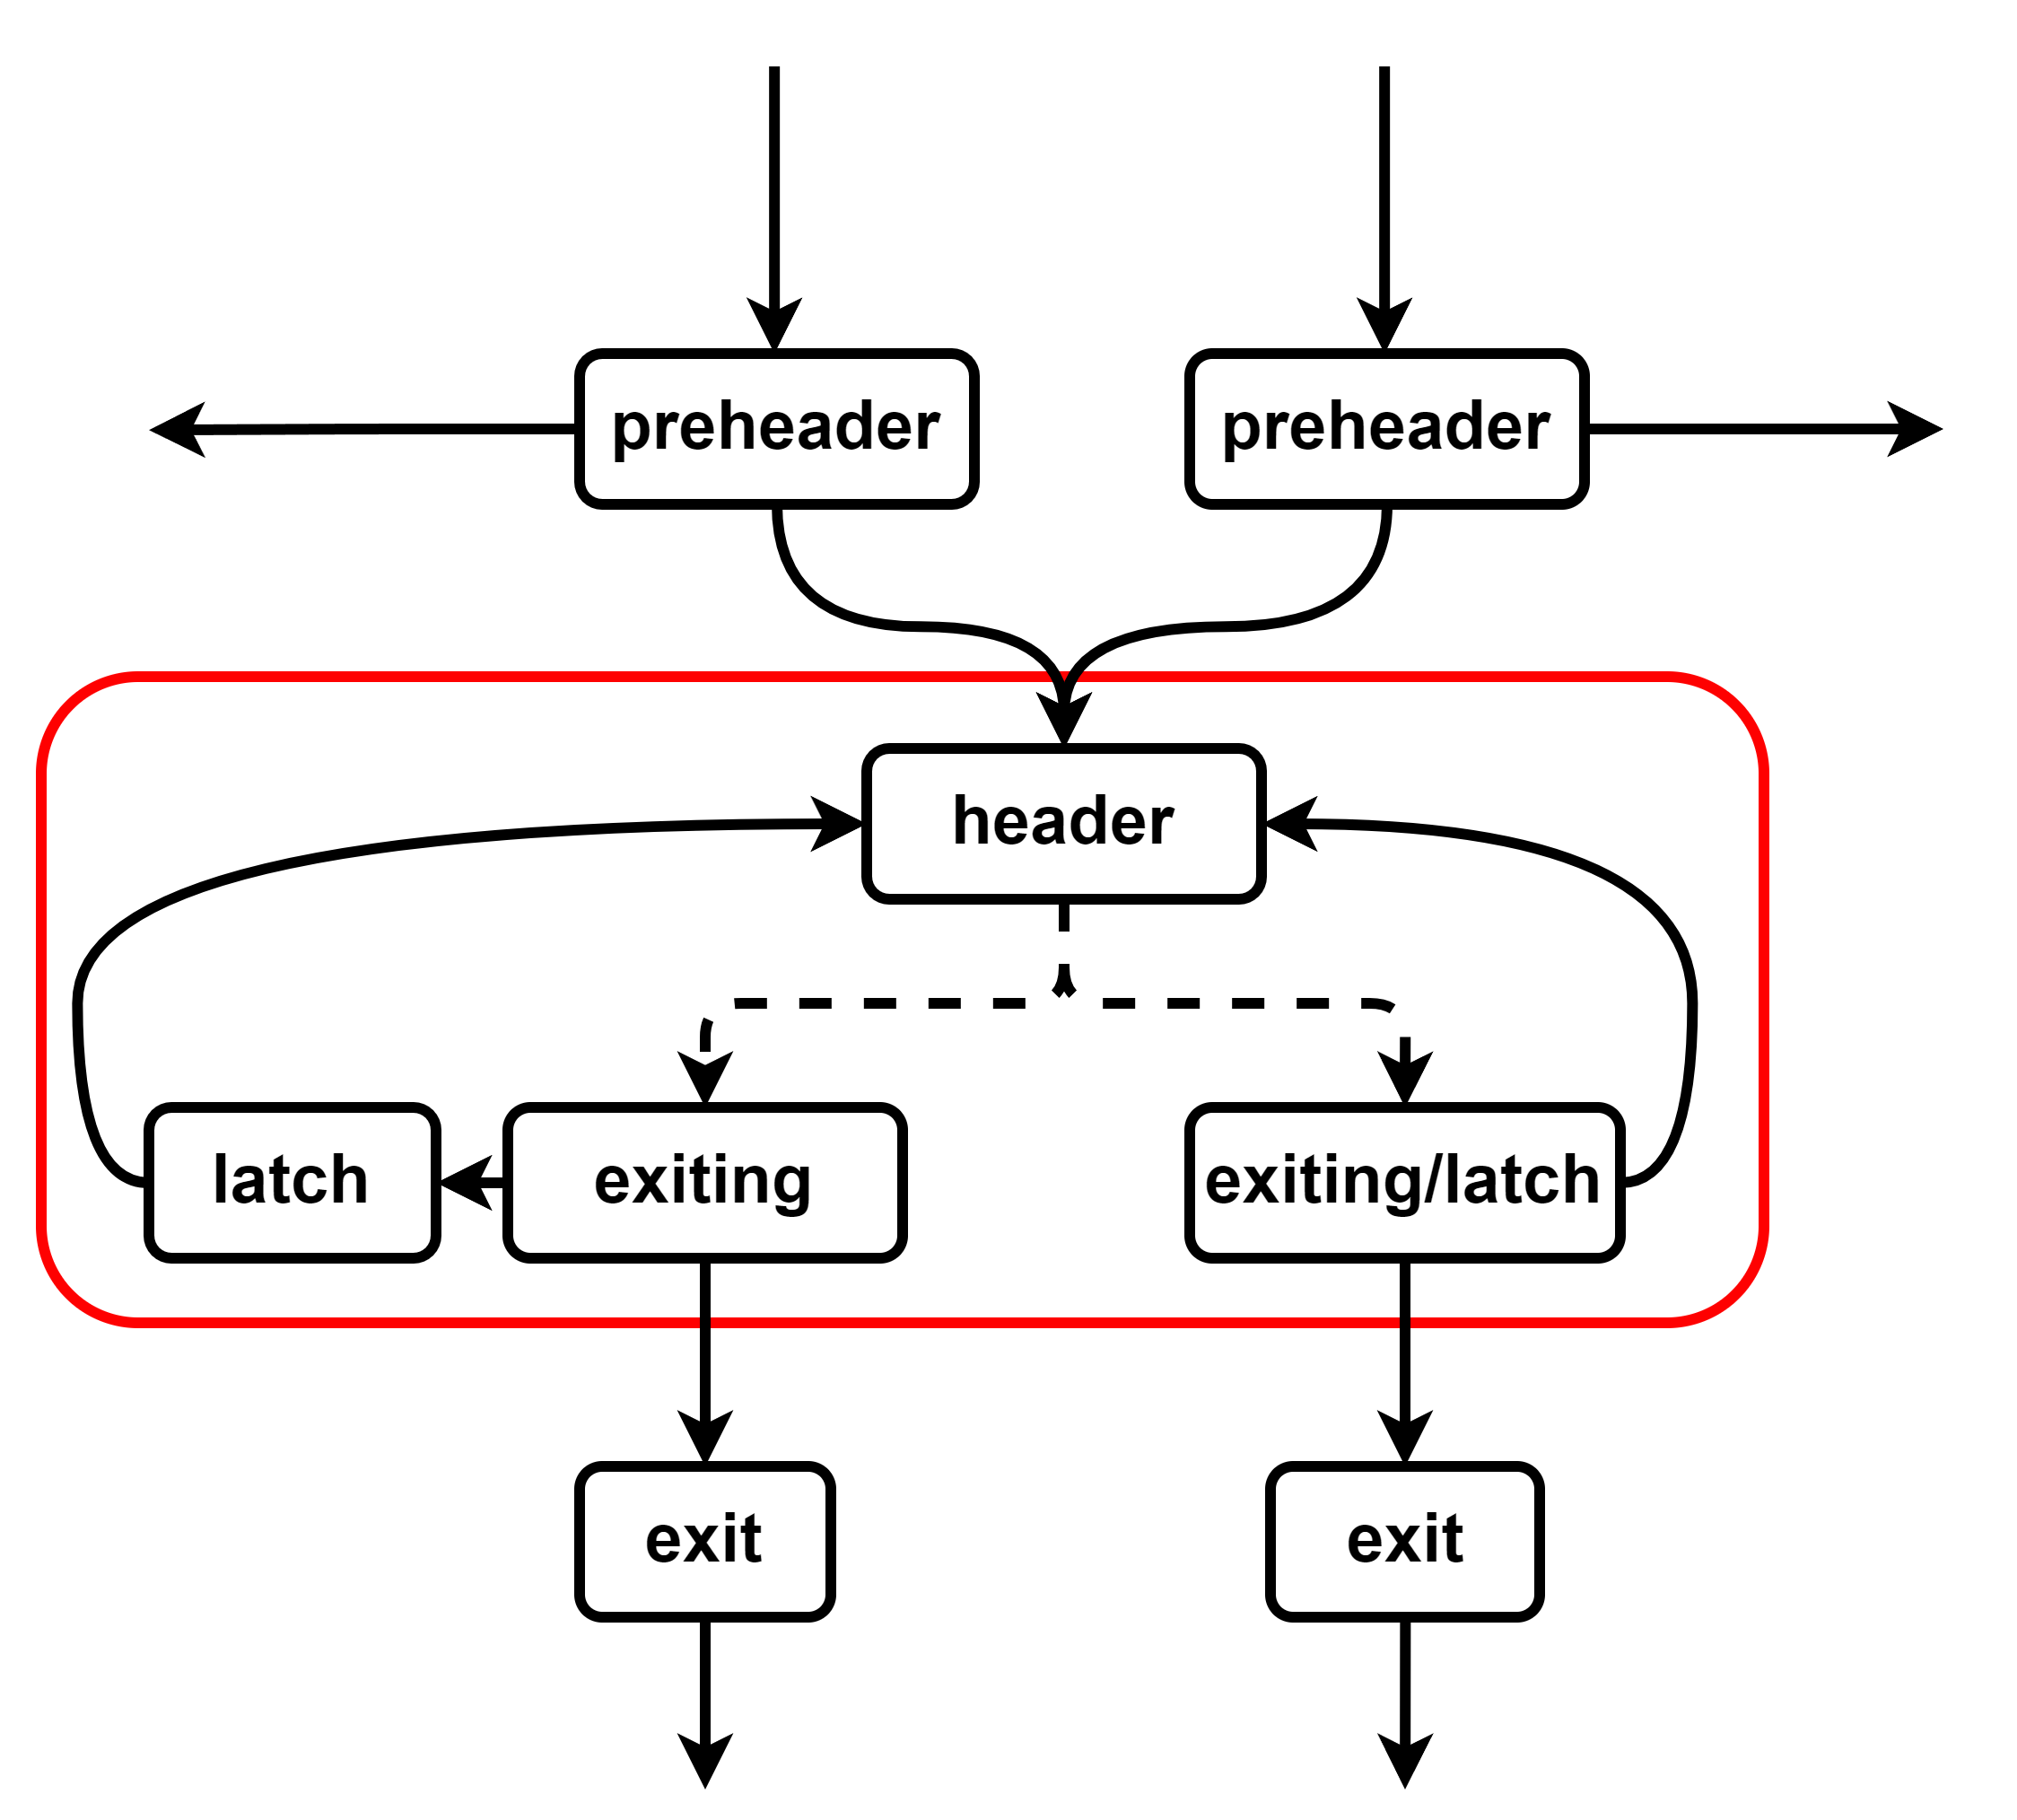 preheader
preheader
header
latch
exiting
exiting/latch
exit
exit